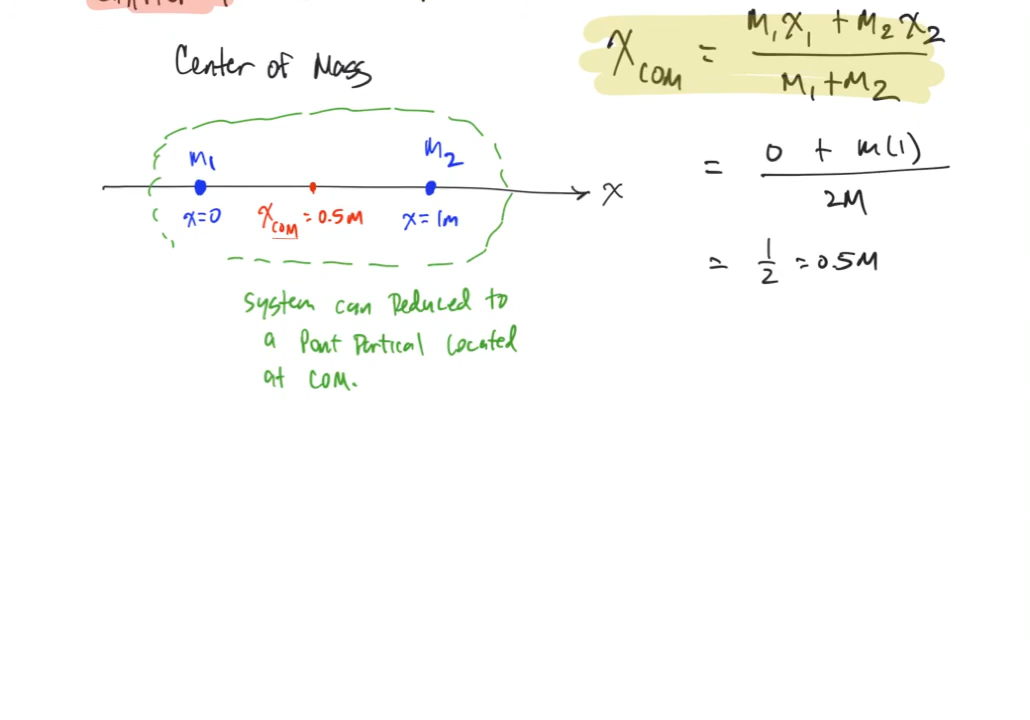 Center of Mass
X_COM = (M₁X₁ + M₂X₂) / (M₁+M₂)
= (0 + m(1)) / 2M
= 1/2 = 0.5M
M₁
M₂
X
x=0
X_COM = 0.5M
x=1m
System can Reduced to
a Pont Partical Located
at COM.